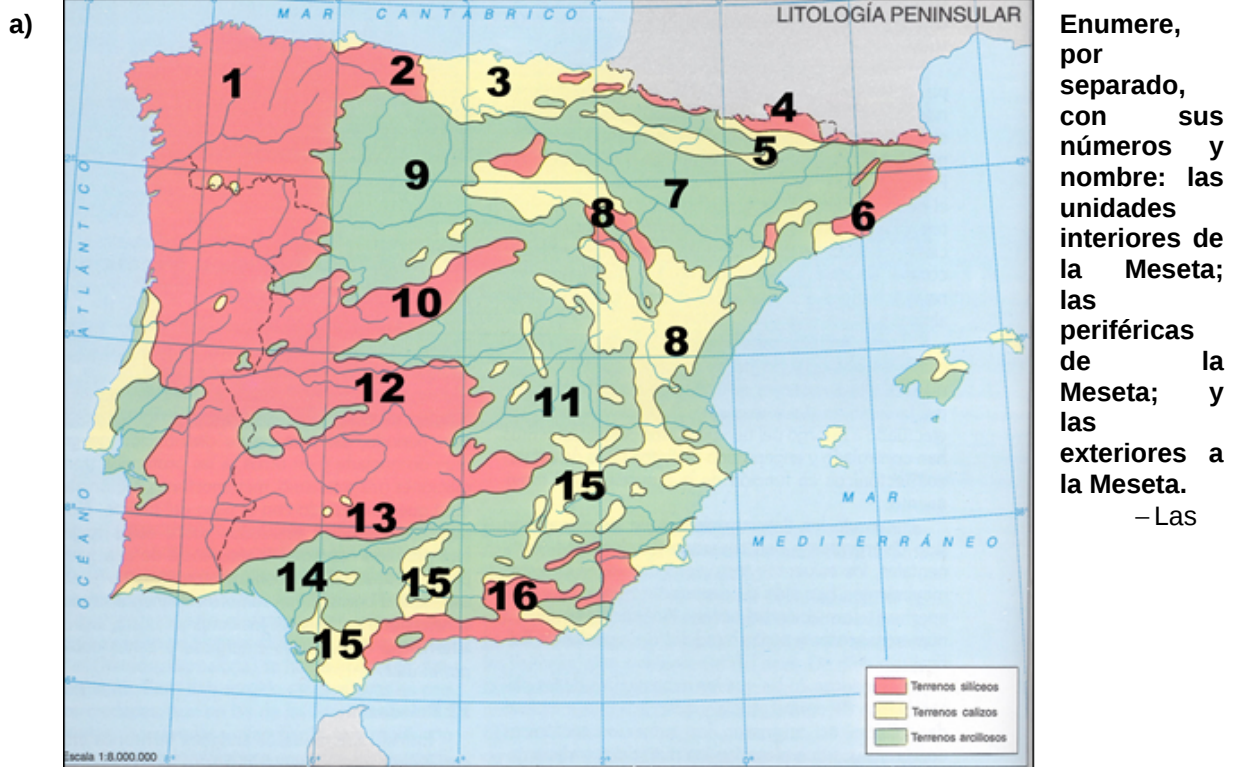 a)
MAR CANTÁBRICO
LITOLOGÍA PENINSULAR
1
2
3
4
5
6
7
8
9
10
8
11
12
13
14
15
15
15
16
OCÉANO ATLÁNTICO
MAR
MEDITERRÁNEO
Terrenos silíceos
Terrenos calizos
Terrenos arcillosos
Escala 1:8.000.000
Enumere,
por
separado,
con sus
números y
nombre: las
unidades
interiores de
la Meseta;
las
periféricas
de la
Meseta; y
las
exteriores a
la Meseta.
– Las